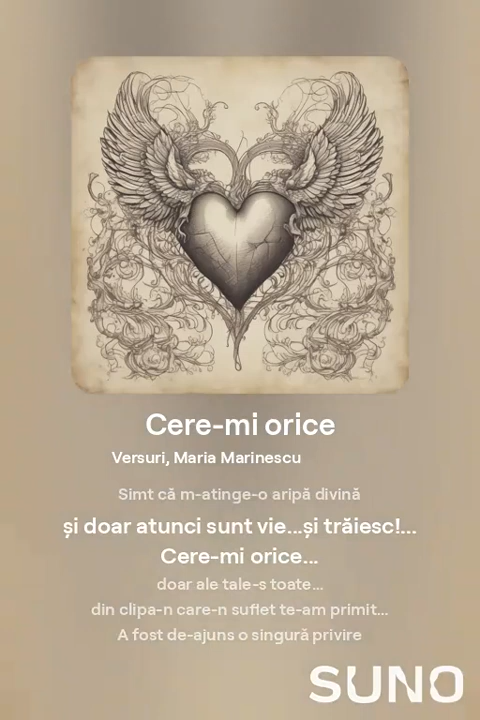 Cere-mi orice
Versuri, Maria Marinescu
Simt că m-atinge-o aripă divină
și doar atunci sunt vie...și trăiesc!...
Cere-mi orice...
doar ale tale-s toate...
din clipa-n care-n suflet te-am primit...
A fost de-ajuns o singură privire
SUNO